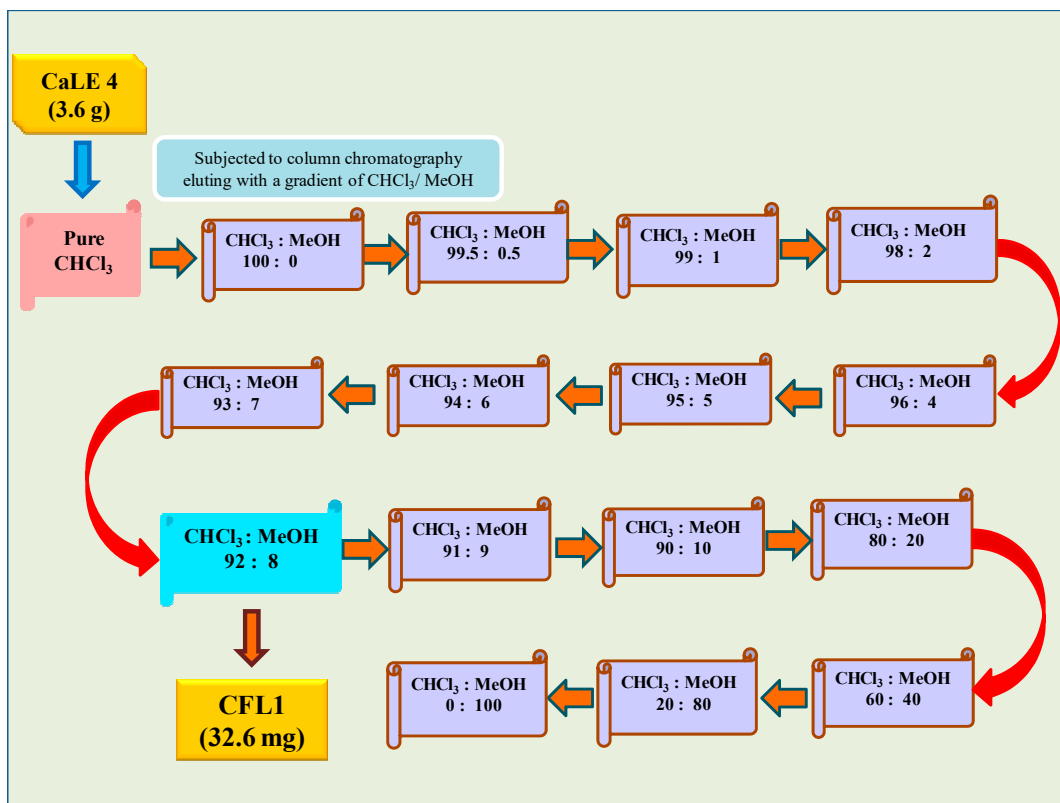 CaLE 4
(3.6 g)
Subjected to column chromatography
eluting with a gradient of CHCl₃/ MeOH
Pure
CHCl₃
CHCl₃ : MeOH
100 : 0
CHCl₃ : MeOH
99.5 : 0.5
CHCl₃ : MeOH
99 : 1
CHCl₃ : MeOH
98 : 2
CHCl₃ : MeOH
96 : 4
CHCl₃ : MeOH
95 : 5
CHCl₃ : MeOH
94 : 6
CHCl₃ : MeOH
93 : 7
CHCl₃ : MeOH
92 : 8
CHCl₃ : MeOH
91 : 9
CHCl₃ : MeOH
90 : 10
CHCl₃ : MeOH
80 : 20
CHCl₃ : MeOH
60 : 40
CHCl₃ : MeOH
20 : 80
CHCl₃ : MeOH
0 : 100
CFL1
(32.6 mg)